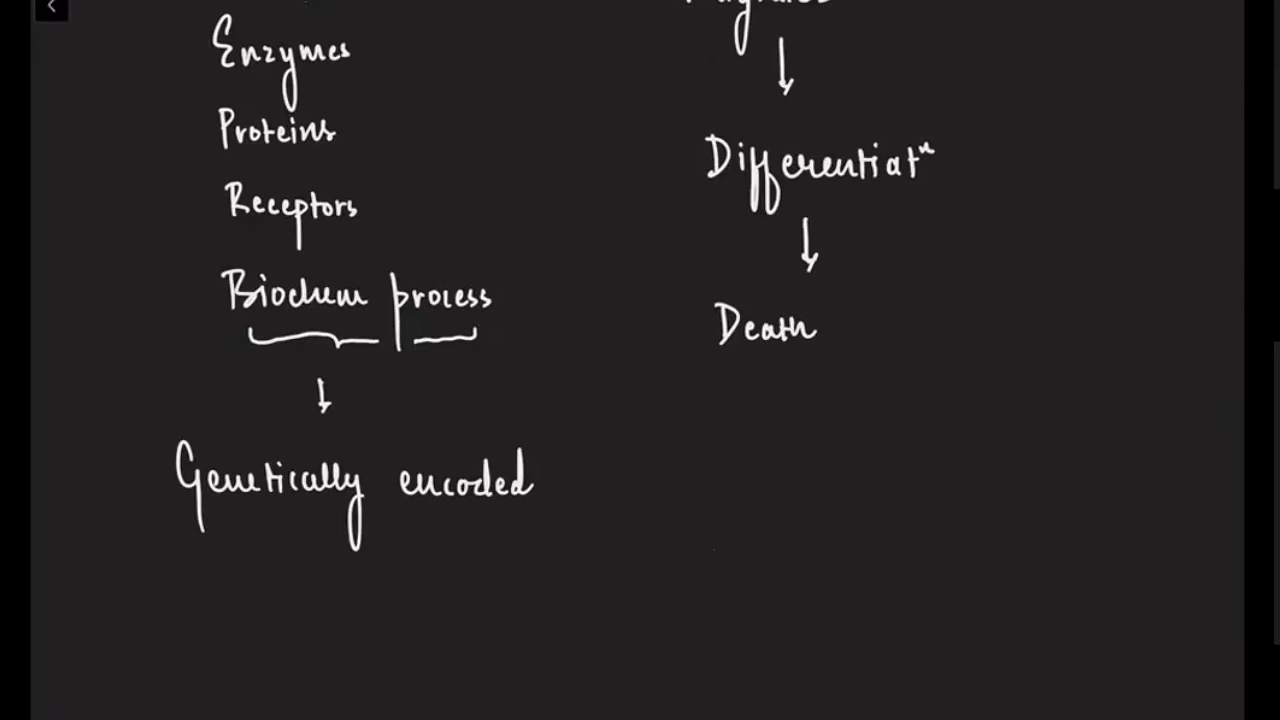 Enzymes
Proteins
Receptors
Biochem process
↓
Genetically encoded
↓
Differentiatⁿ
↓
Death